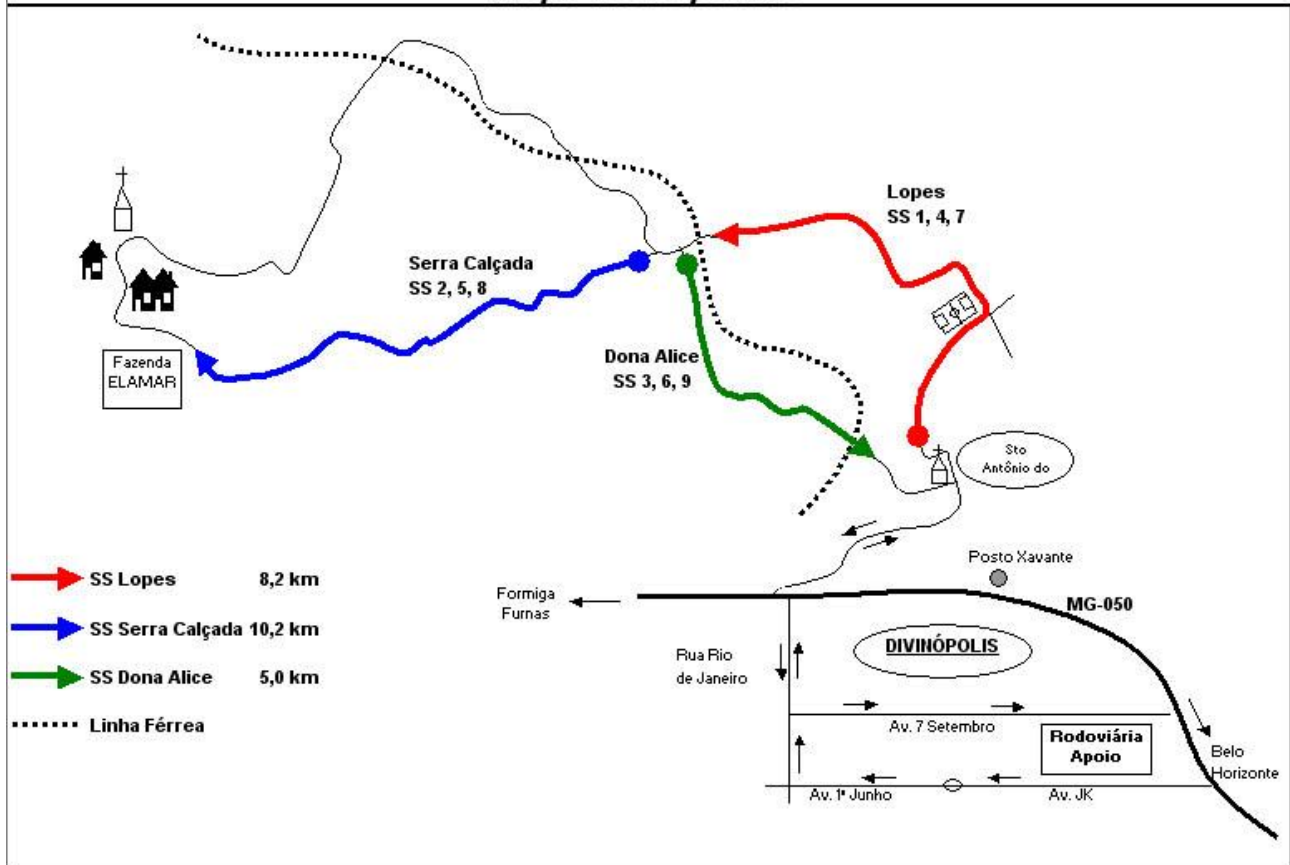 Lopes
SS 1, 4, 7
Serra Calçada
SS 2, 5, 8
Dona Alice
SS 3, 6, 9
Fazenda
ELAMAR
Sto
Antônio do
SS Lopes 8,2 km
SS Serra Calçada 10,2 km
SS Dona Alice 5,0 km
Linha Férrea
Posto Xavante
Formiga
Furnas
MG-050
DIVINÓPOLIS
Rua Rio
de Janeiro
Av. 7 Setembro
Rodoviária
Apoio
Belo
Horizonte
Av. 1º Junho
Av. JK